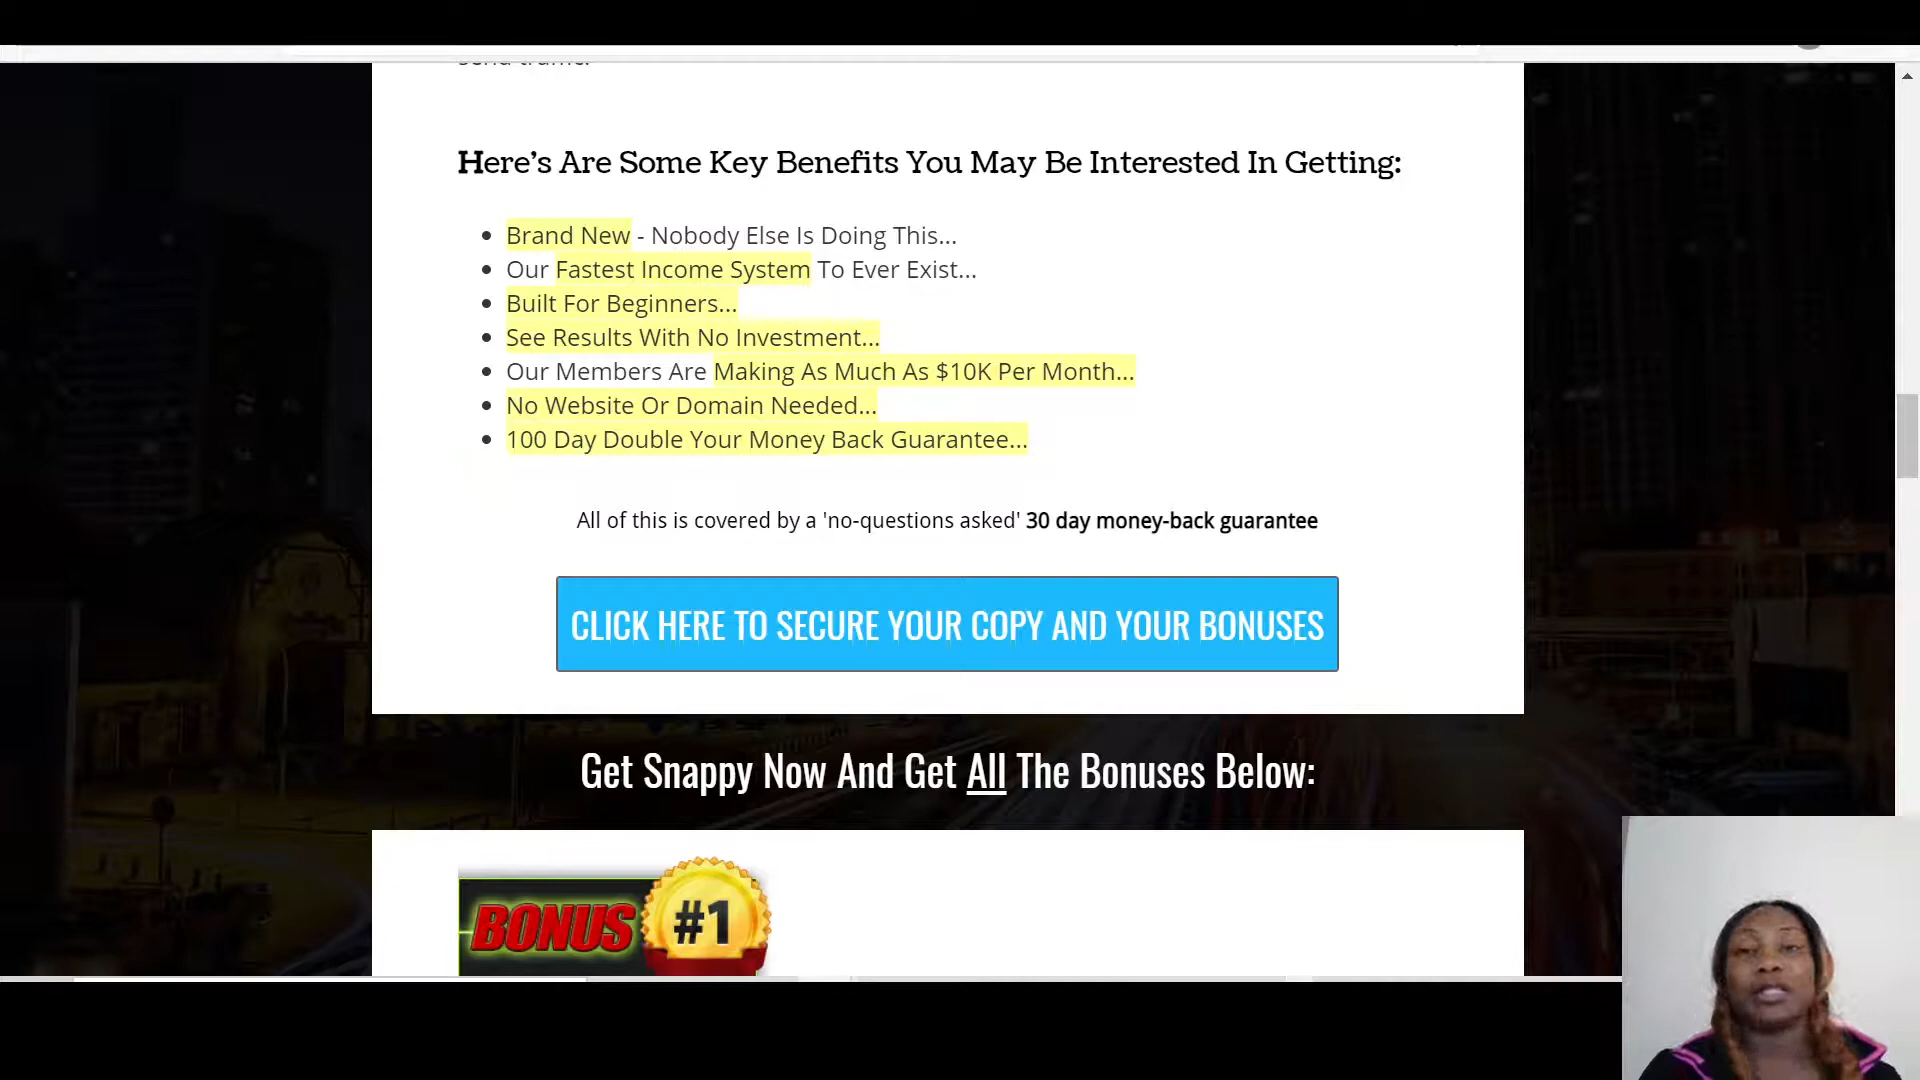 Here's Are Some Key Benefits You May Be Interested In Getting:
Brand New - Nobody Else Is Doing This...
Our Fastest Income System To Ever Exist...
Built For Beginners...
See Results With No Investment...
Our Members Are Making As Much As $10K Per Month...
No Website Or Domain Needed...
100 Day Double Your Money Back Guarantee...
All of this is covered by a 'no-questions asked' 30 day money-back guarantee
CLICK HERE TO SECURE YOUR COPY AND YOUR BONUSES
Get Snappy Now And Get All The Bonuses Below:
BONUS #1